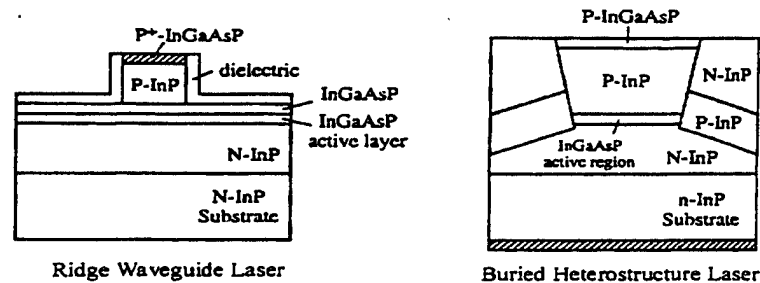 P+-InGaAsP
dielectric
P-InP
InGaAsP
InGaAsP
active layer
N-InP
N-InP
Substrate
Ridge Waveguide Laser
P-InGaAsP
P-InP
N-InP
P-InP
InGaAsP
active region
N-InP
n-InP
Substrate
Buried Heterostructure Laser